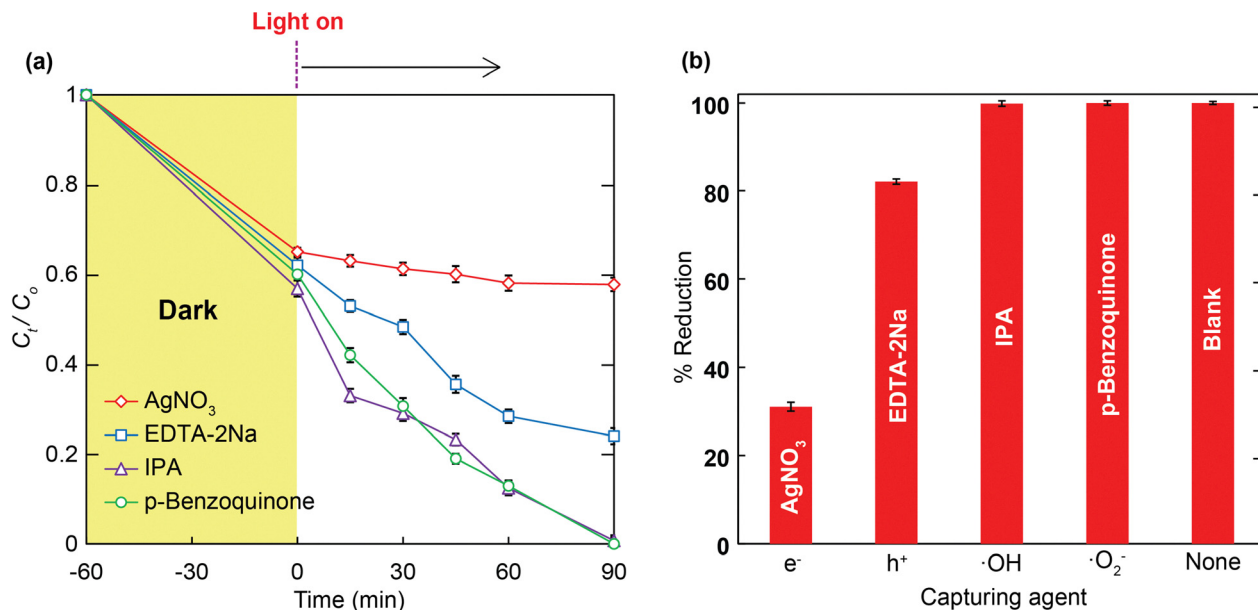 Light on
(a)
1
0.8
0.6
0.4
0.2
0
C_t / C_o
Dark
AgNO₃
EDTA-2Na
IPA
p-Benzoquinone
-60
-30
0
30
60
90
Time (min)
(b)
100
80
60
40
20
0
% Reduction
AgNO₃
EDTA-2Na
IPA
p-Benzoquinone
Blank
e⁻
h⁺
·OH
·O₂⁻
None
Capturing agent